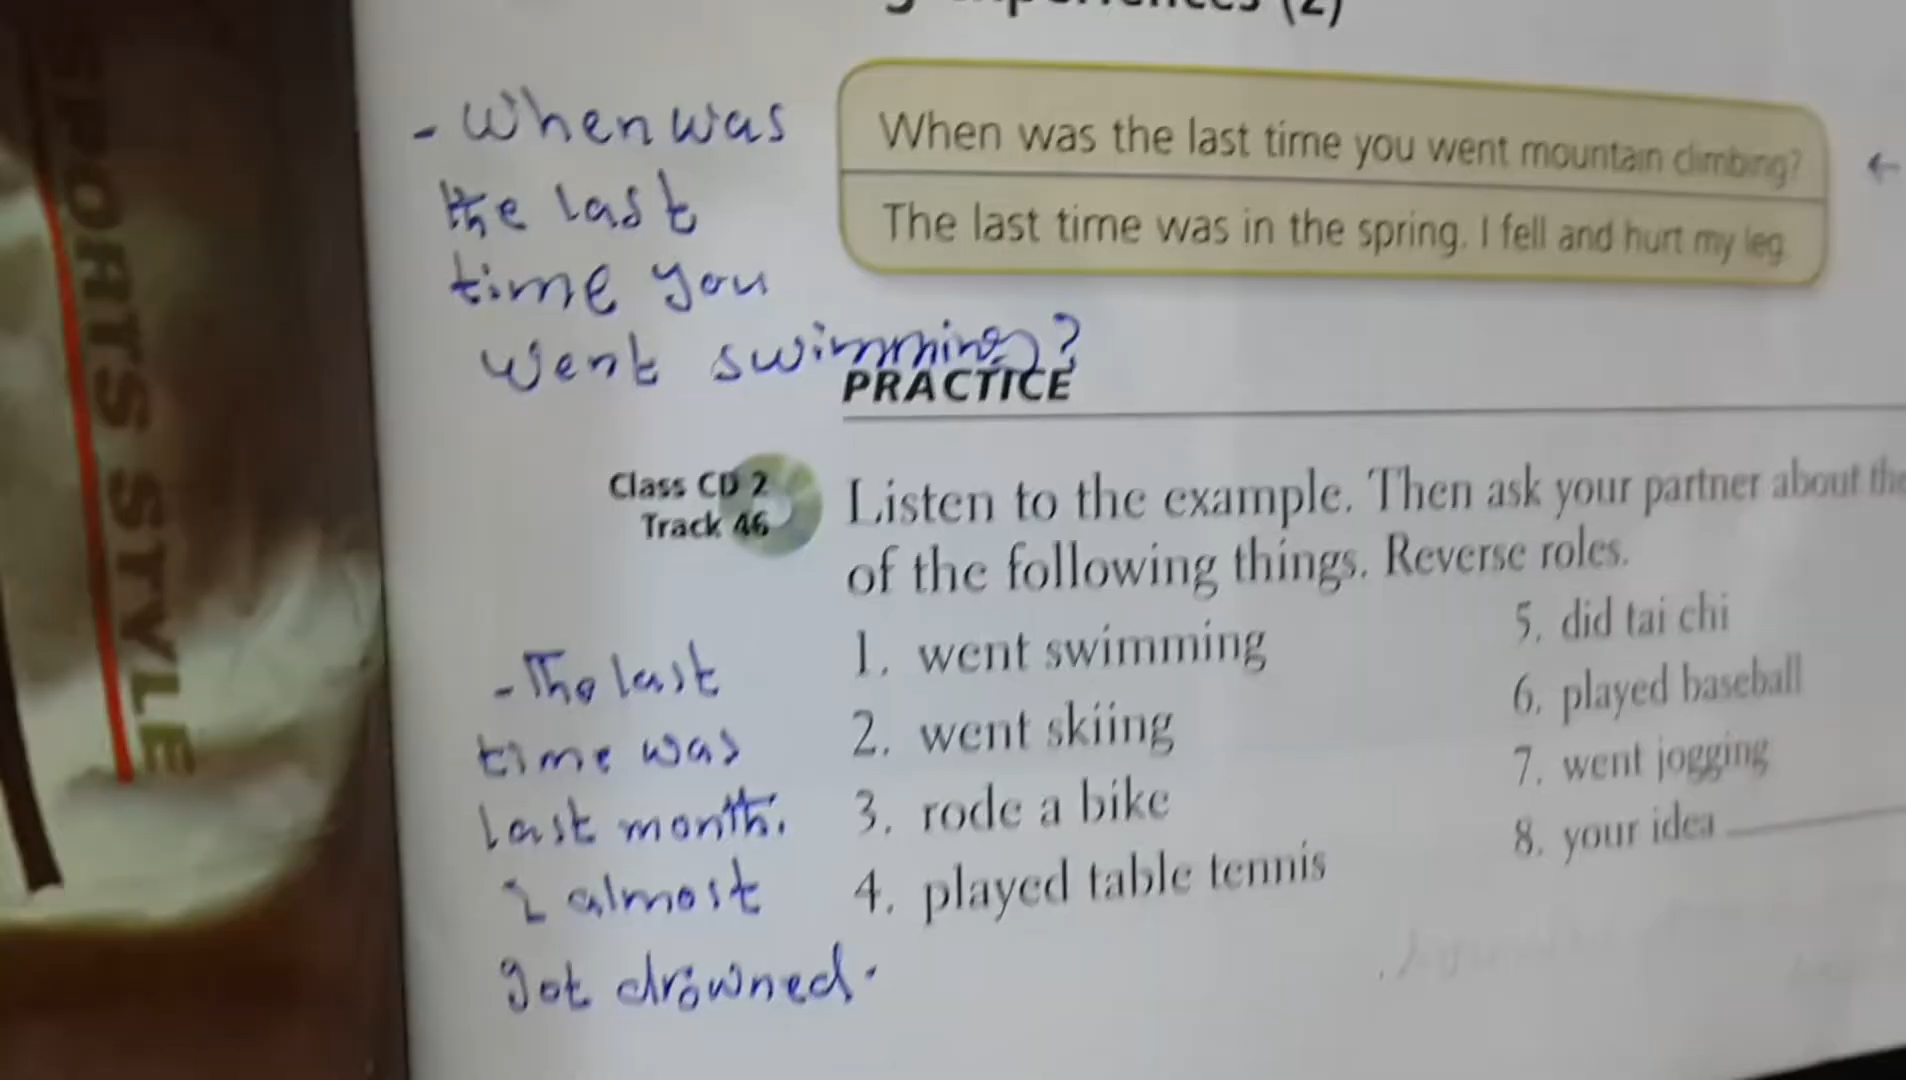 SPORTS STYLE
(2)
- When was
the last
time you
went swimming?
When was the last time you went mountain climbing?
The last time was in the spring. I fell and hurt my leg.
PRACTICE
Class CD 2
Track 46
Listen to the example. Then ask your partner about the
of the following things. Reverse roles.
1. went swimming
2. went skiing
3. rode a bike
4. played table tennis
5. did tai chi
6. played baseball
7. went jogging
8. your idea
- The last
time was
last month.
I almost
got drowned.